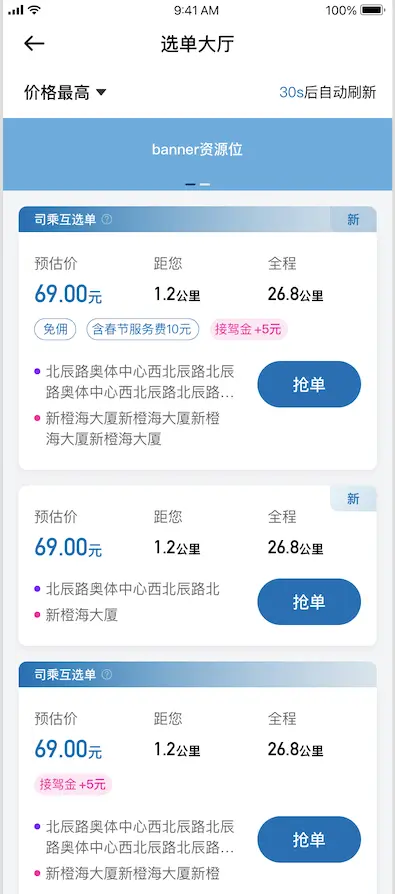 9:41 AM 100%
选单大厅
价格最高 30s后自动刷新
banner资源位
司乘互选单 ? 新
预估价 距您 全程
69.00元 1.2公里 26.8公里
免佣 含春节服务费10元 接驾金+5元
北辰路奥体中心西北辰路北辰
路奥体中心西北辰路北辰路...
抢单
新橙海大厦新橙海大厦新橙
海大厦新橙海大厦
新
预估价 距您 全程
69.00元 1.2公里 26.8公里
北辰路奥体中心西北辰路北
抢单
新橙海大厦
司乘互选单 ?
预估价 距您 全程
69.00元 1.2公里 26.8公里
接驾金+5元
北辰路奥体中心西北辰路北辰
路奥体中心西北辰路北辰路...
抢单
新橙海大厦新橙海大厦新橙